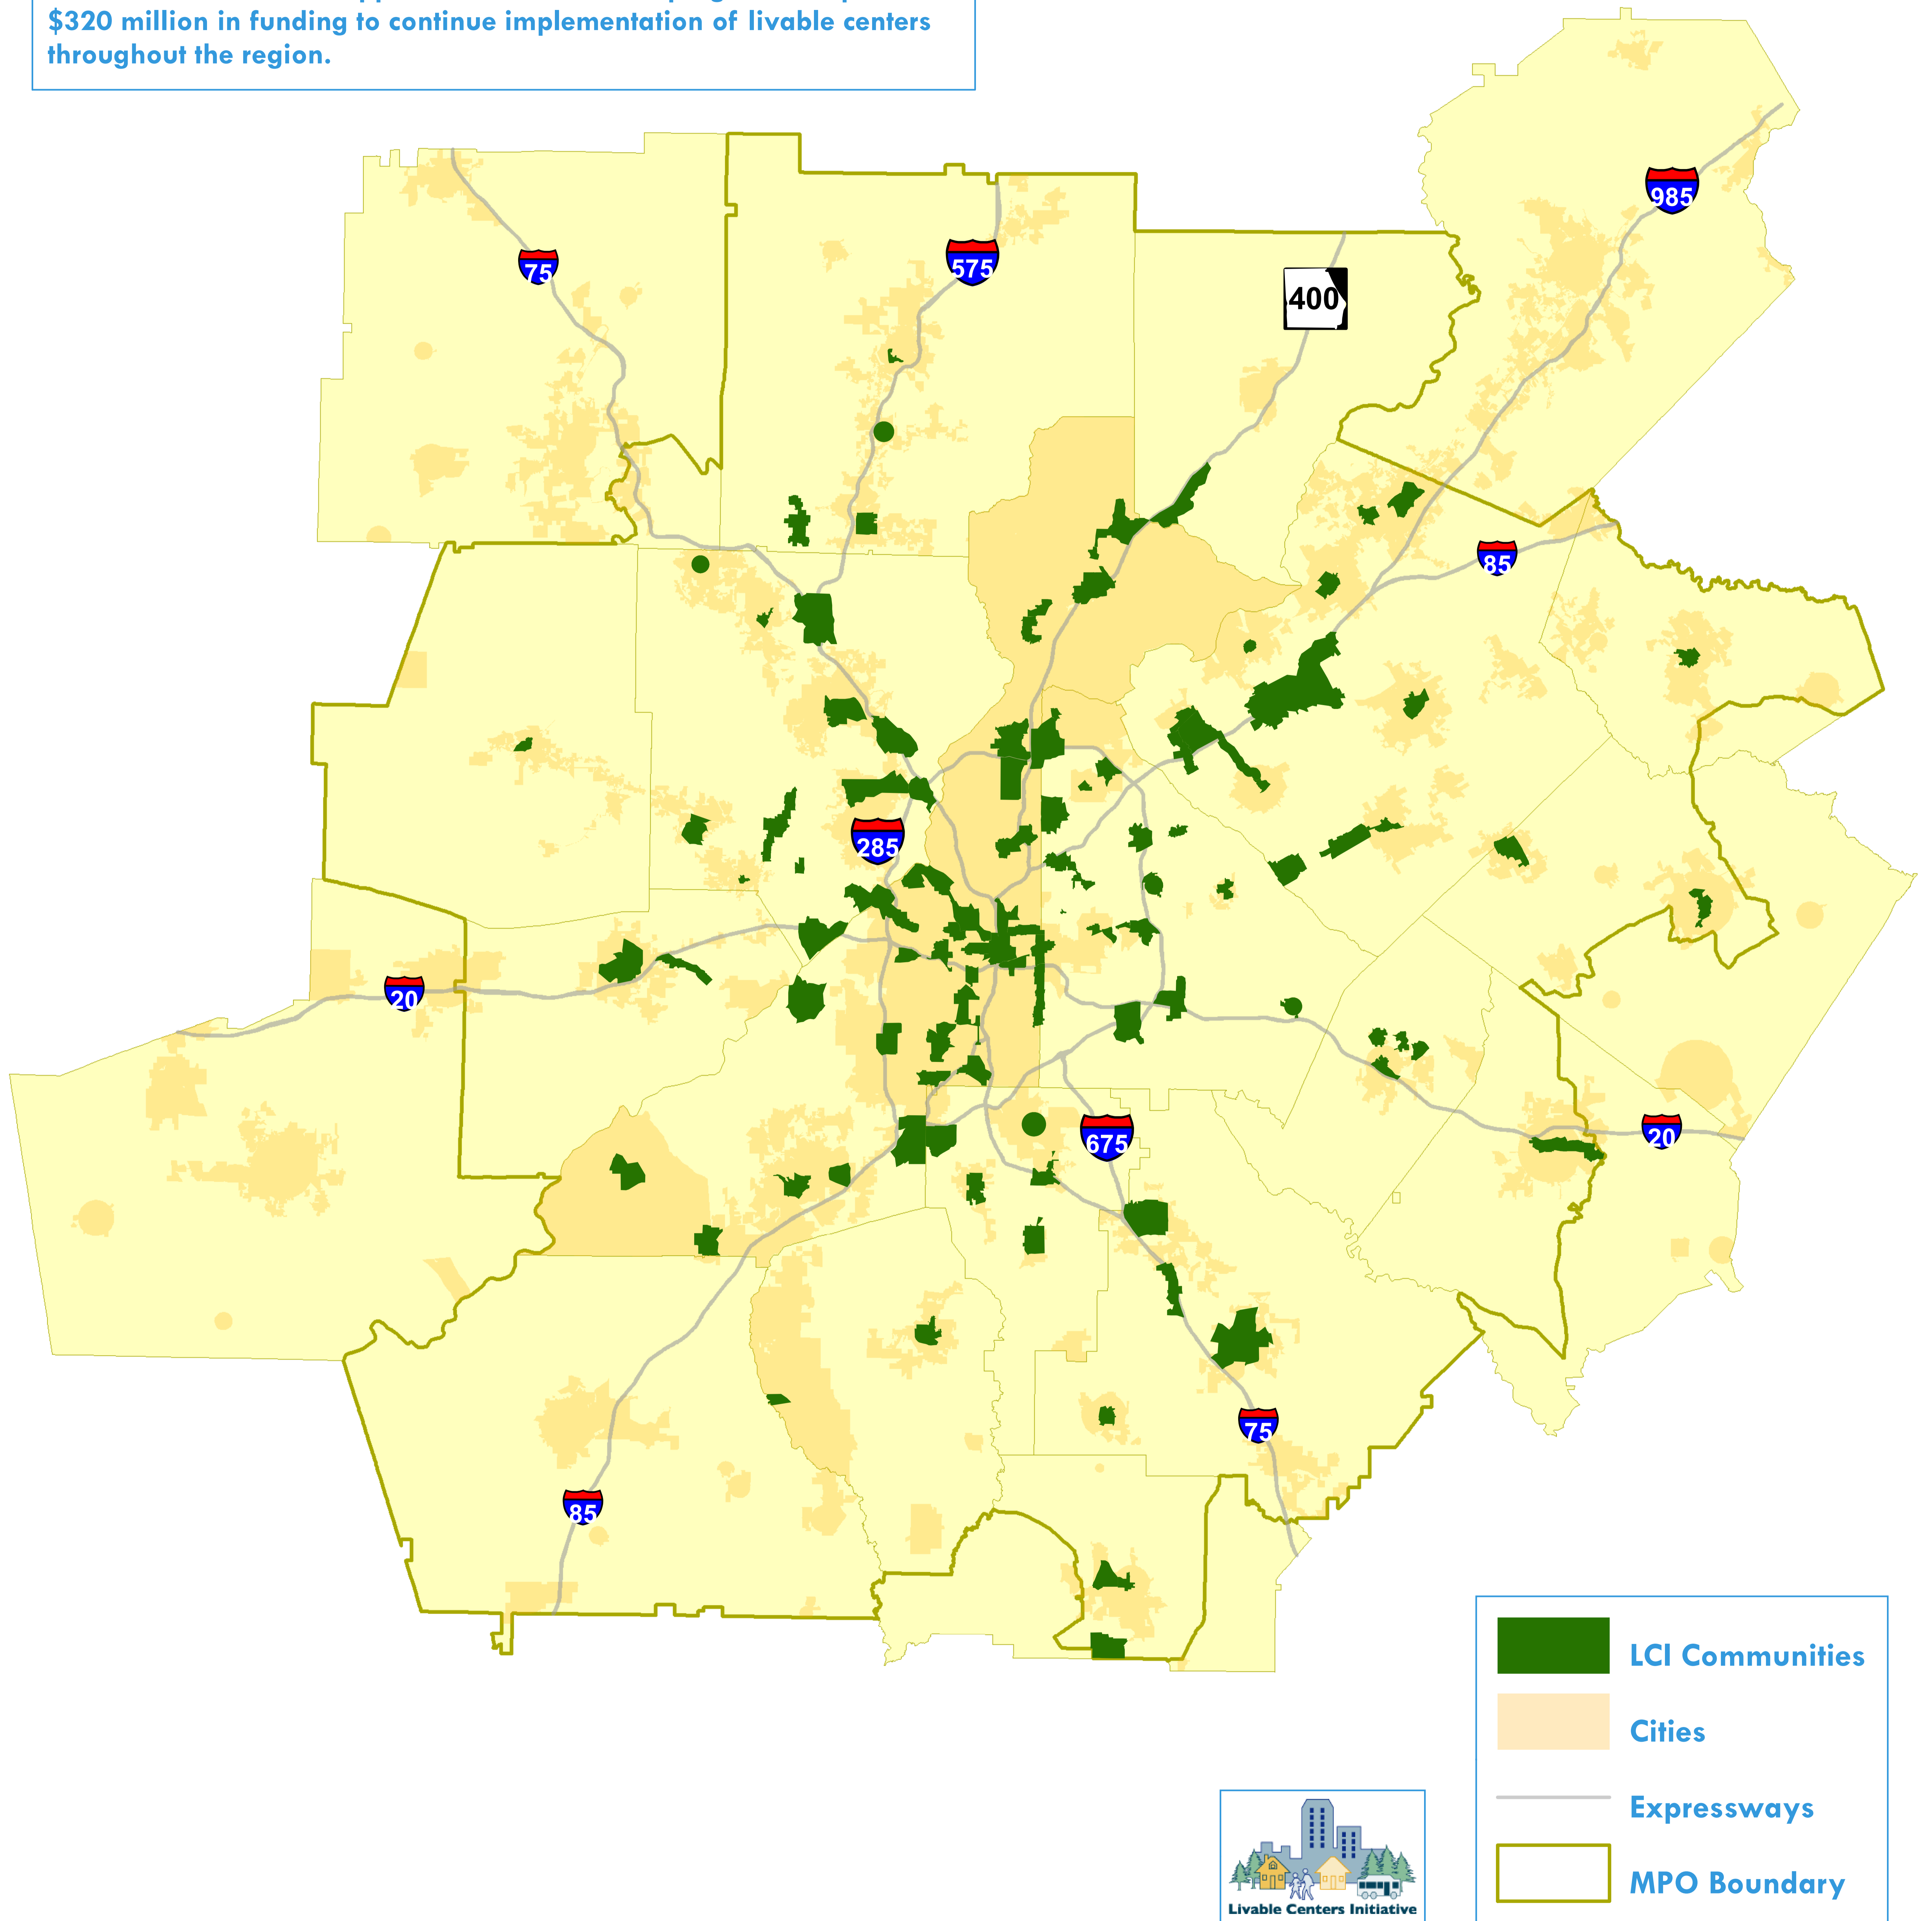 $320 million in funding to continue implementation of livable centers
throughout the region.
985
75
575
400
85
285
20
675
20
75
85
LCI Communities
Cities
Expressways
MPO Boundary
Livable Centers Initiative